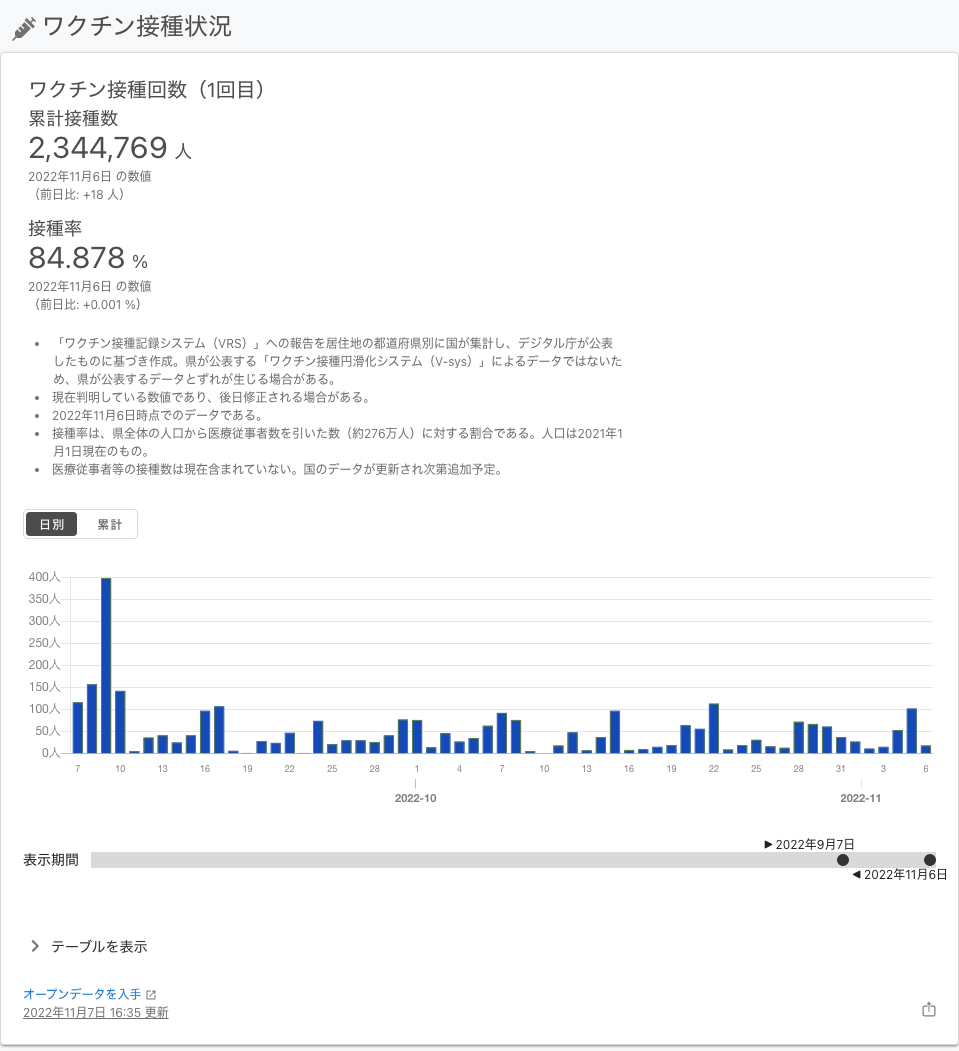 ワクチン接種状況
ワクチン接種回数（1回目）
累計接種数
2,344,769 人
2022年11月6日 の数値
（前日比: +18 人）
接種率
84.878 %
2022年11月6日 の数値
（前日比: +0.001 %）
• 「ワクチン接種記録システム（VRS）」への報告を居住地の都道府県別に国が集計し、デジタル庁が公表
したものに基づき作成。県が公表する「ワクチン接種円滑化システム（V-sys）」によるデータではないた
め、県が公表するデータとずれが生じる場合がある。
• 現在判明している数値であり、後日修正される場合がある。
• 2022年11月6日時点でのデータである。
• 接種率は、県全体の人口から医療従事者数を引いた数（約276万人）に対する割合である。人口は2021年1
月1日現在のもの。
• 医療従事者等の接種数は現在含まれていない。国のデータが更新され次第追加予定。
日別 累計
400人
350人
300人
250人
200人
150人
100人
50人
0人
7 10 13 16 19 22 25 28 1 4 7 10 13 16 19 22 25 28 31 3 6
2022-10 2022-11
▶ 2022年9月7日
表示期間
◀ 2022年11月6日
テーブルを表示
オープンデータを入手
2022年11月7日 16:35 更新